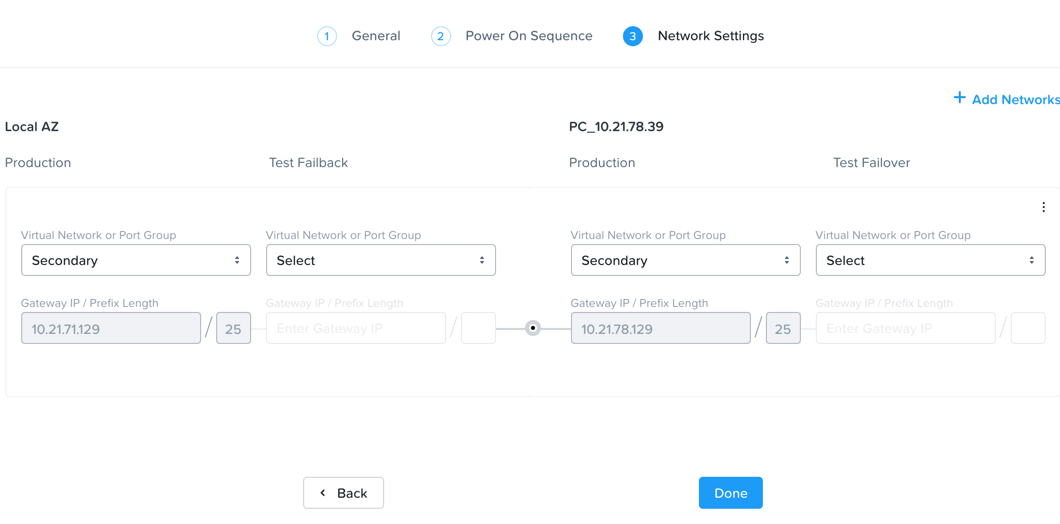 1 General 2 Power On Sequence 3 Network Settings
+ Add Networks
Local AZ PC_10.21.78.39
Production Test Failback Production Test Failover
Virtual Network or Port Group Virtual Network or Port Group Virtual Network or Port Group Virtual Network or Port Group
Secondary Select Secondary Select
Gateway IP / Prefix Length Gateway IP / Prefix Length Gateway IP / Prefix Length Gateway IP / Prefix Length
10.21.71.129 / 25 Enter Gateway IP / 10.21.78.129 / 25 Enter Gateway IP /
Back Done